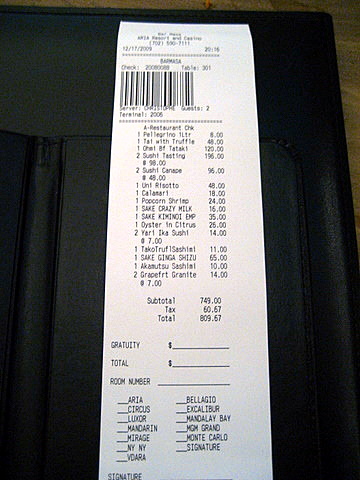 Bar Masa
ARIA Resort and Casino
(702) 590-7111
12/17/2009 20:16
BARMASA
Check: 20080088 Table: 301
Server: CHRISTOPHE Guests: 2
Terminal: 2006
A-Restaurant Chk
1 Pellegrino 1Ltr 8.00
1 Tai with Truffle 48.00
1 Ohmi Bf Tataki 120.00
2 Sushi Tasting 196.00
@ 98.00
2 Sushi Canape 96.00
@ 48.00
1 Uni Risotto 48.00
1 Calamari 18.00
1 Popcorn Shrimp 24.00
1 SAKE CRAZY MILK 16.00
1 SAKE KIMINOI EMP 35.00
1 Oyster in Citrus 26.00
2 Yari Ika Sushi 14.00
@ 7.00
1 TakoTruflSashimi 11.00
1 SAKE GINGA SHIZU 65.00
1 Akamutsu Sashimi 10.00
2 Grapefrt Granite 14.00
@ 7.00
Subtotal 749.00
Tax 60.67
Total 809.67
GRATUITY $
TOTAL $
ROOM NUMBER
ARIA BELLAGIO
CIRCUS EXCALIBUR
LUXOR MANDALAY BAY
MANDARIN MGM GRAND
MIRAGE MONTE CARLO
NY NY SIGNATURE
VDARA
SIGNATURE